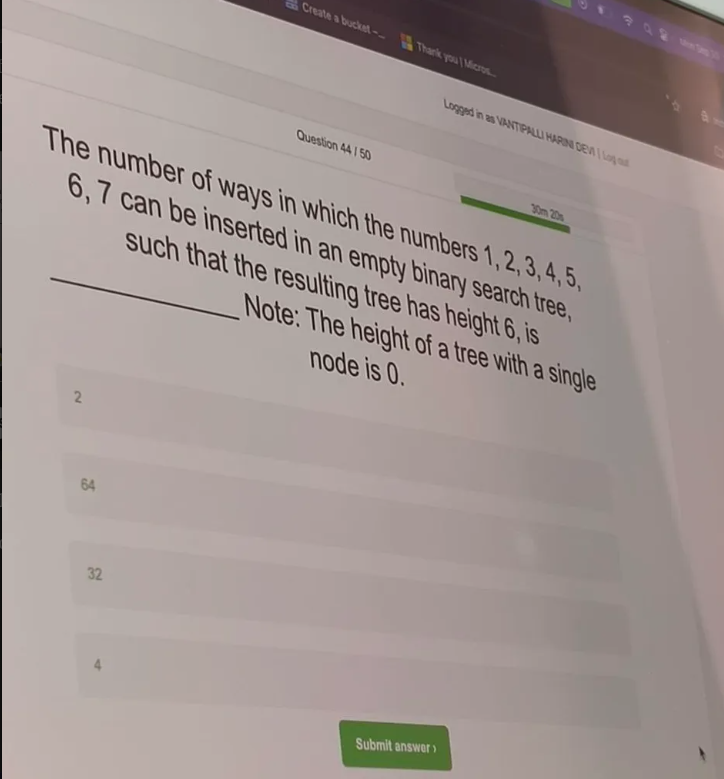 Create a bucket -...
Thank you | Micros...
Logged in as VANTIPALLI HARINI DEVI | Log out
Question 44 / 50
30m 20s
The number of ways in which the numbers 1, 2, 3, 4, 5,
6, 7 can be inserted in an empty binary search tree,
such that the resulting tree has height 6, is
__________ Note: The height of a tree with a single
node is 0.
2
64
32
4
Submit answer ›